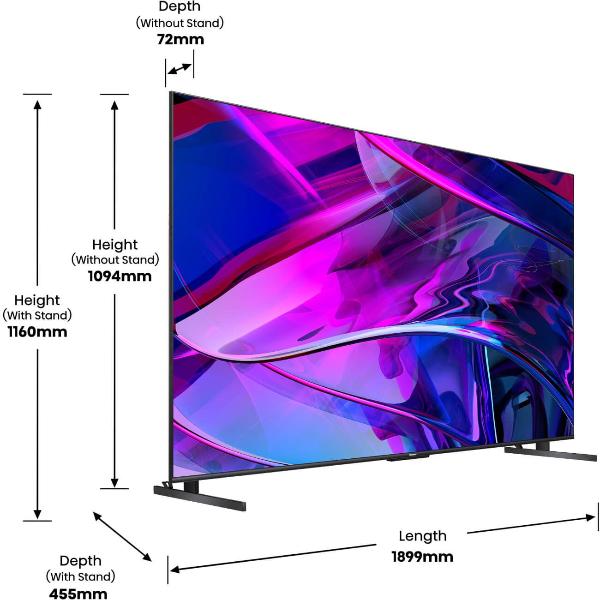 Depth
(Without Stand)
72mm
Height
(Without Stand)
1094mm
Height
(With Stand)
1160mm
Length
1899mm
Depth
(With Stand)
455mm